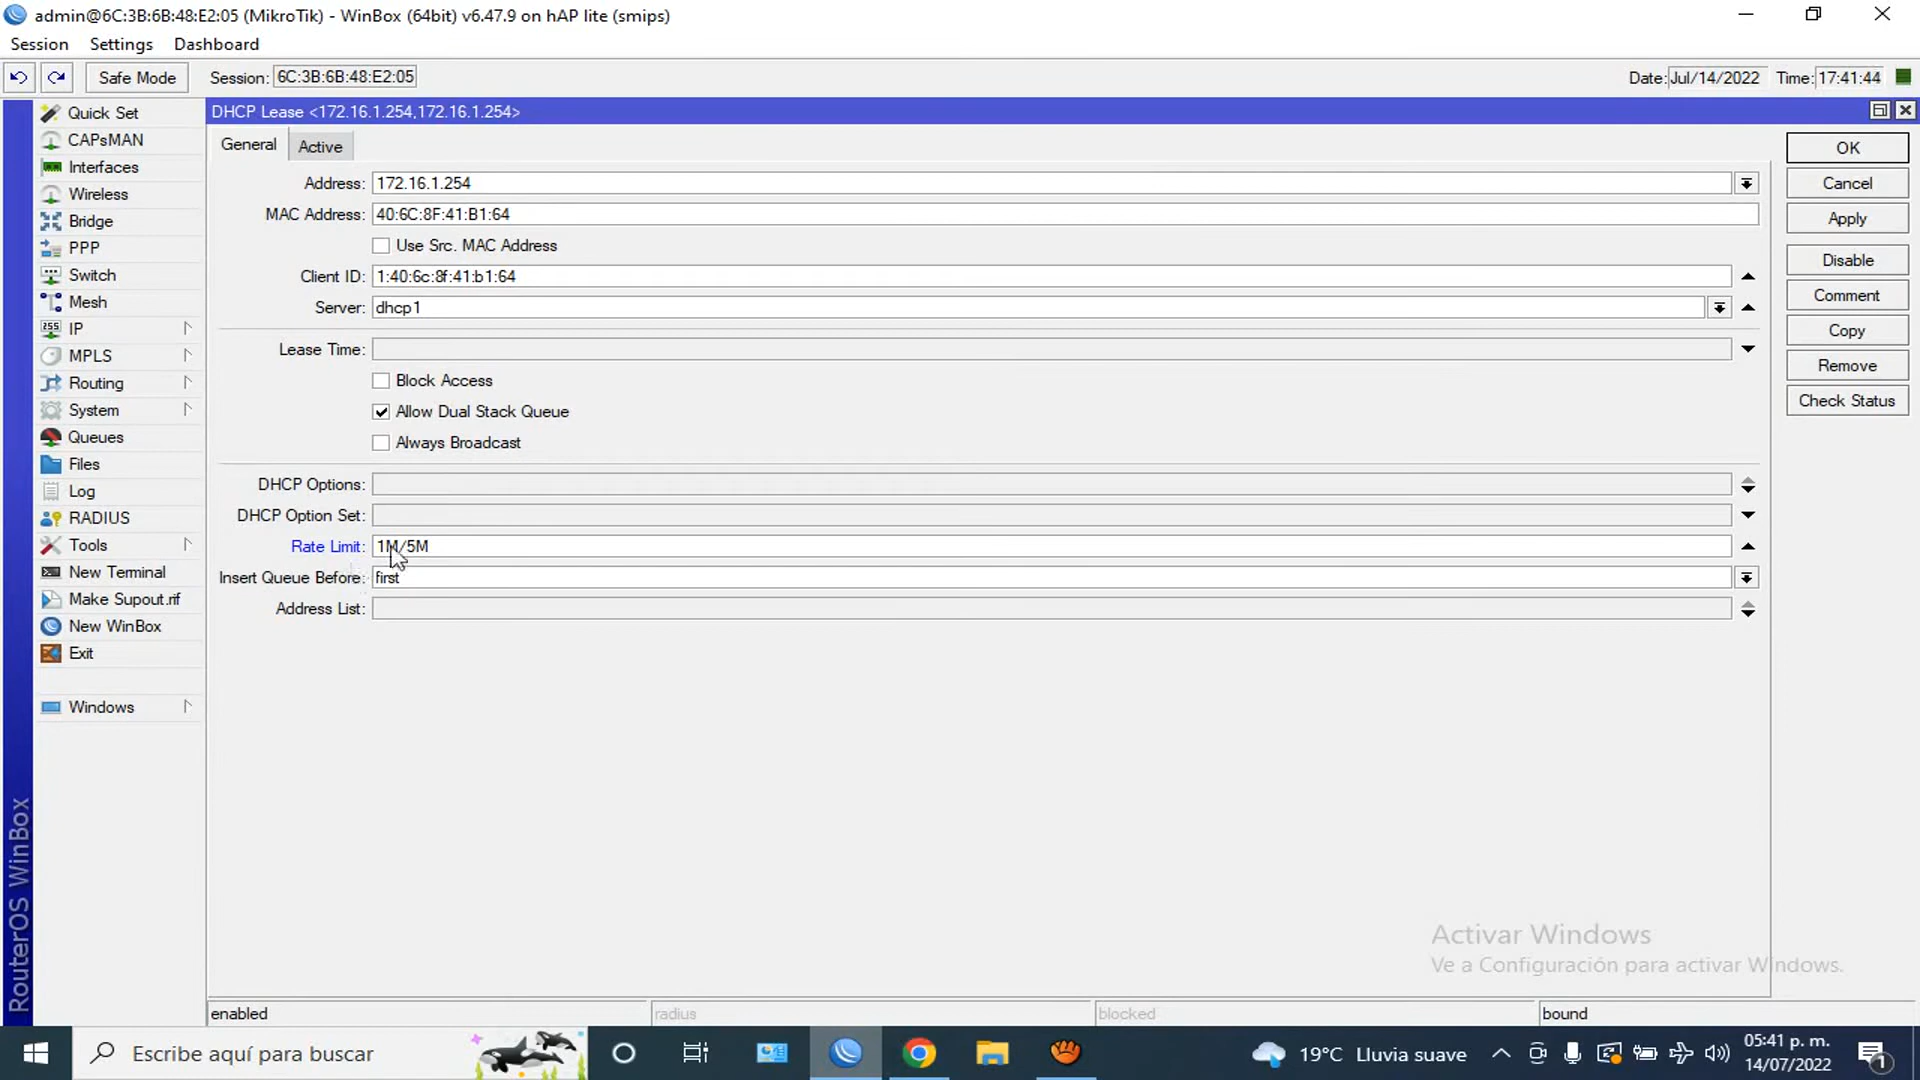 admin@6C:3B:6B:48:E2:05 (MikroTik) - WinBox (64bit) v6.47.9 on hAP lite (smips)
Session Settings Dashboard
Safe Mode Session: 6C:3B:6B:48:E2:05 Date: Jul/14/2022 Time: 17:41:44
Quick Set
CAPsMAN
Interfaces
Wireless
Bridge
PPP
Switch
Mesh
IP
MPLS
Routing
System
Queues
Files
Log
RADIUS
Tools
New Terminal
Make Supout.rif
New WinBox
Exit
Windows
RouterOS WinBox
DHCP Lease <172.16.1.254,172.16.1.254>
General Active
Address: 172.16.1.254
MAC Address: 40:6C:8F:41:B1:64
Use Src. MAC Address
Client ID: 1:40:6c:8f:41:b1:64
Server: dhcp1
Lease Time:
Block Access
Allow Dual Stack Queue
Always Broadcast
DHCP Options:
DHCP Option Set:
Rate Limit: 1M/5M
Insert Queue Before: first
Address List:
OK
Cancel
Apply
Disable
Comment
Copy
Remove
Check Status
Activar Windows
Ve a Configuración para activar Windows.
enabled radius blocked bound
Escribe aquí para buscar
19°C Lluvia suave
05:41 p. m.
14/07/2022
1